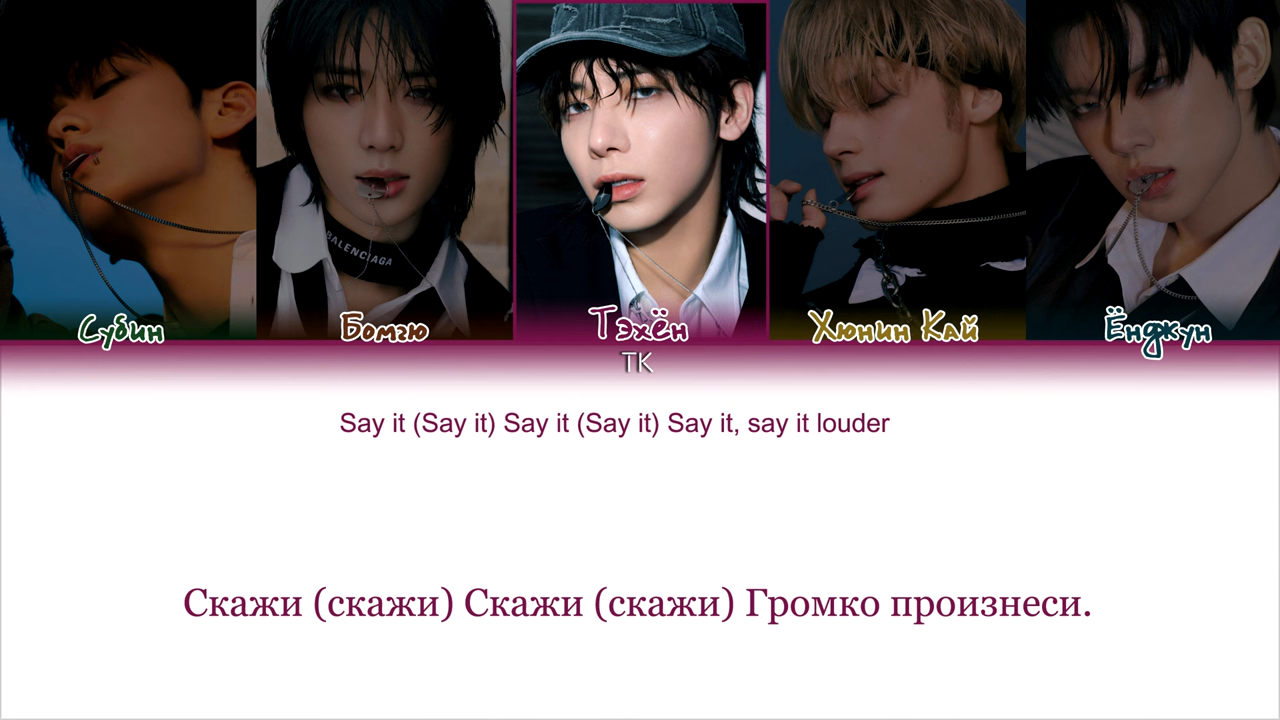 BALENCIAGA
Субин
Бомгю
Тэхён
Хюнин Кай
Ёнджун
TK
Say it (Say it) Say it (Say it) Say it, say it louder
Скажи (скажи) Скажи (скажи) Громко произнеси.